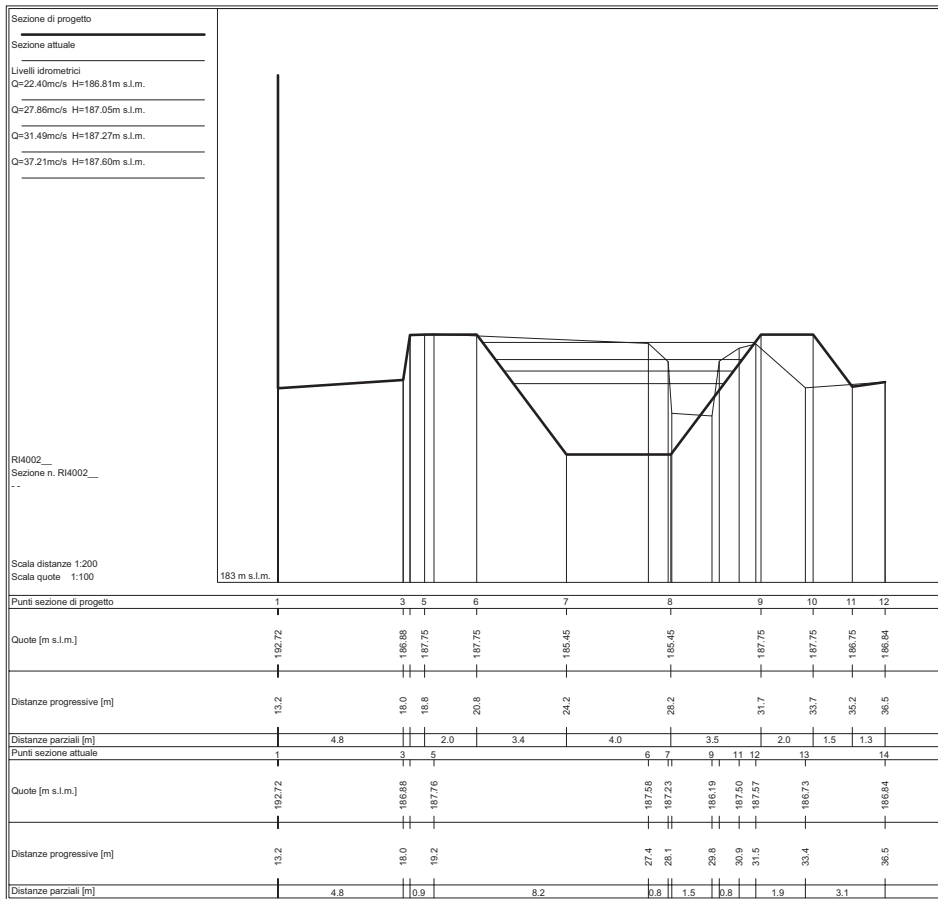 Sezione di progetto
Sezione attuale
Livelli idrometrici
Q=22.40mc/s H=186.81m s.l.m.
Q=27.86mc/s H=187.05m s.l.m.
Q=31.49mc/s H=187.27m s.l.m.
Q=37.21mc/s H=187.60m s.l.m.
RI4002__
Sezione n. RI4002__
- -
Scala distanze 1:200
Scala quote 1:100
183 m s.l.m.
Punti sezione di progetto 1 3 5 6 7 8 9 10 11 12
Quote [m s.l.m.] 192.72 186.88 187.75 187.75 185.45 185.45 187.75 187.75 186.75 186.84
Distanze progressive [m] 13.2 18.0 18.8 20.8 24.2 28.2 31.7 33.7 35.2 36.5
Distanze parziali [m] 4.8 2.0 3.4 4.0 3.5 2.0 1.5 1.3
Punti sezione attuale 1 3 5 6 7 9 11 12 13 14
Quote [m s.l.m.] 192.72 186.88 187.76 187.58 187.23 186.19 187.50 187.57 186.73 186.84
Distanze progressive [m] 13.2 18.0 19.2 27.4 28.1 29.8 30.9 31.5 33.4 36.5
Distanze parziali [m] 4.8 0.9 8.2 0.8 1.5 0.8 1.9 3.1